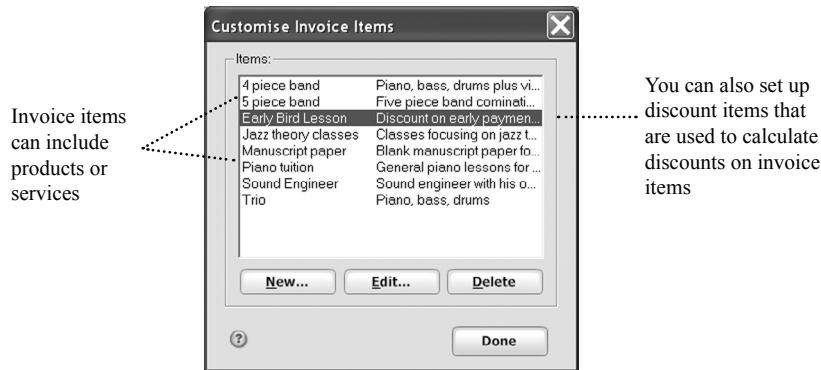 Customise Invoice Items
Items:
4 piece band Piano, bass, drums plus vi...
5 piece band Five piece band cominati...
Early Bird Lesson Discount on early paymen...
Jazz theory classes Classes focusing on jazz t...
Manuscript paper Blank manuscript paper fo...
Piano tuition General piano lessons for ...
Sound Engineer Sound engineer with his o...
Trio Piano, bass, drums
New... Edit... Delete
? Done
Invoice items
can include
products or
services
You can also set up
discount items that
are used to calculate
discounts on invoice
items